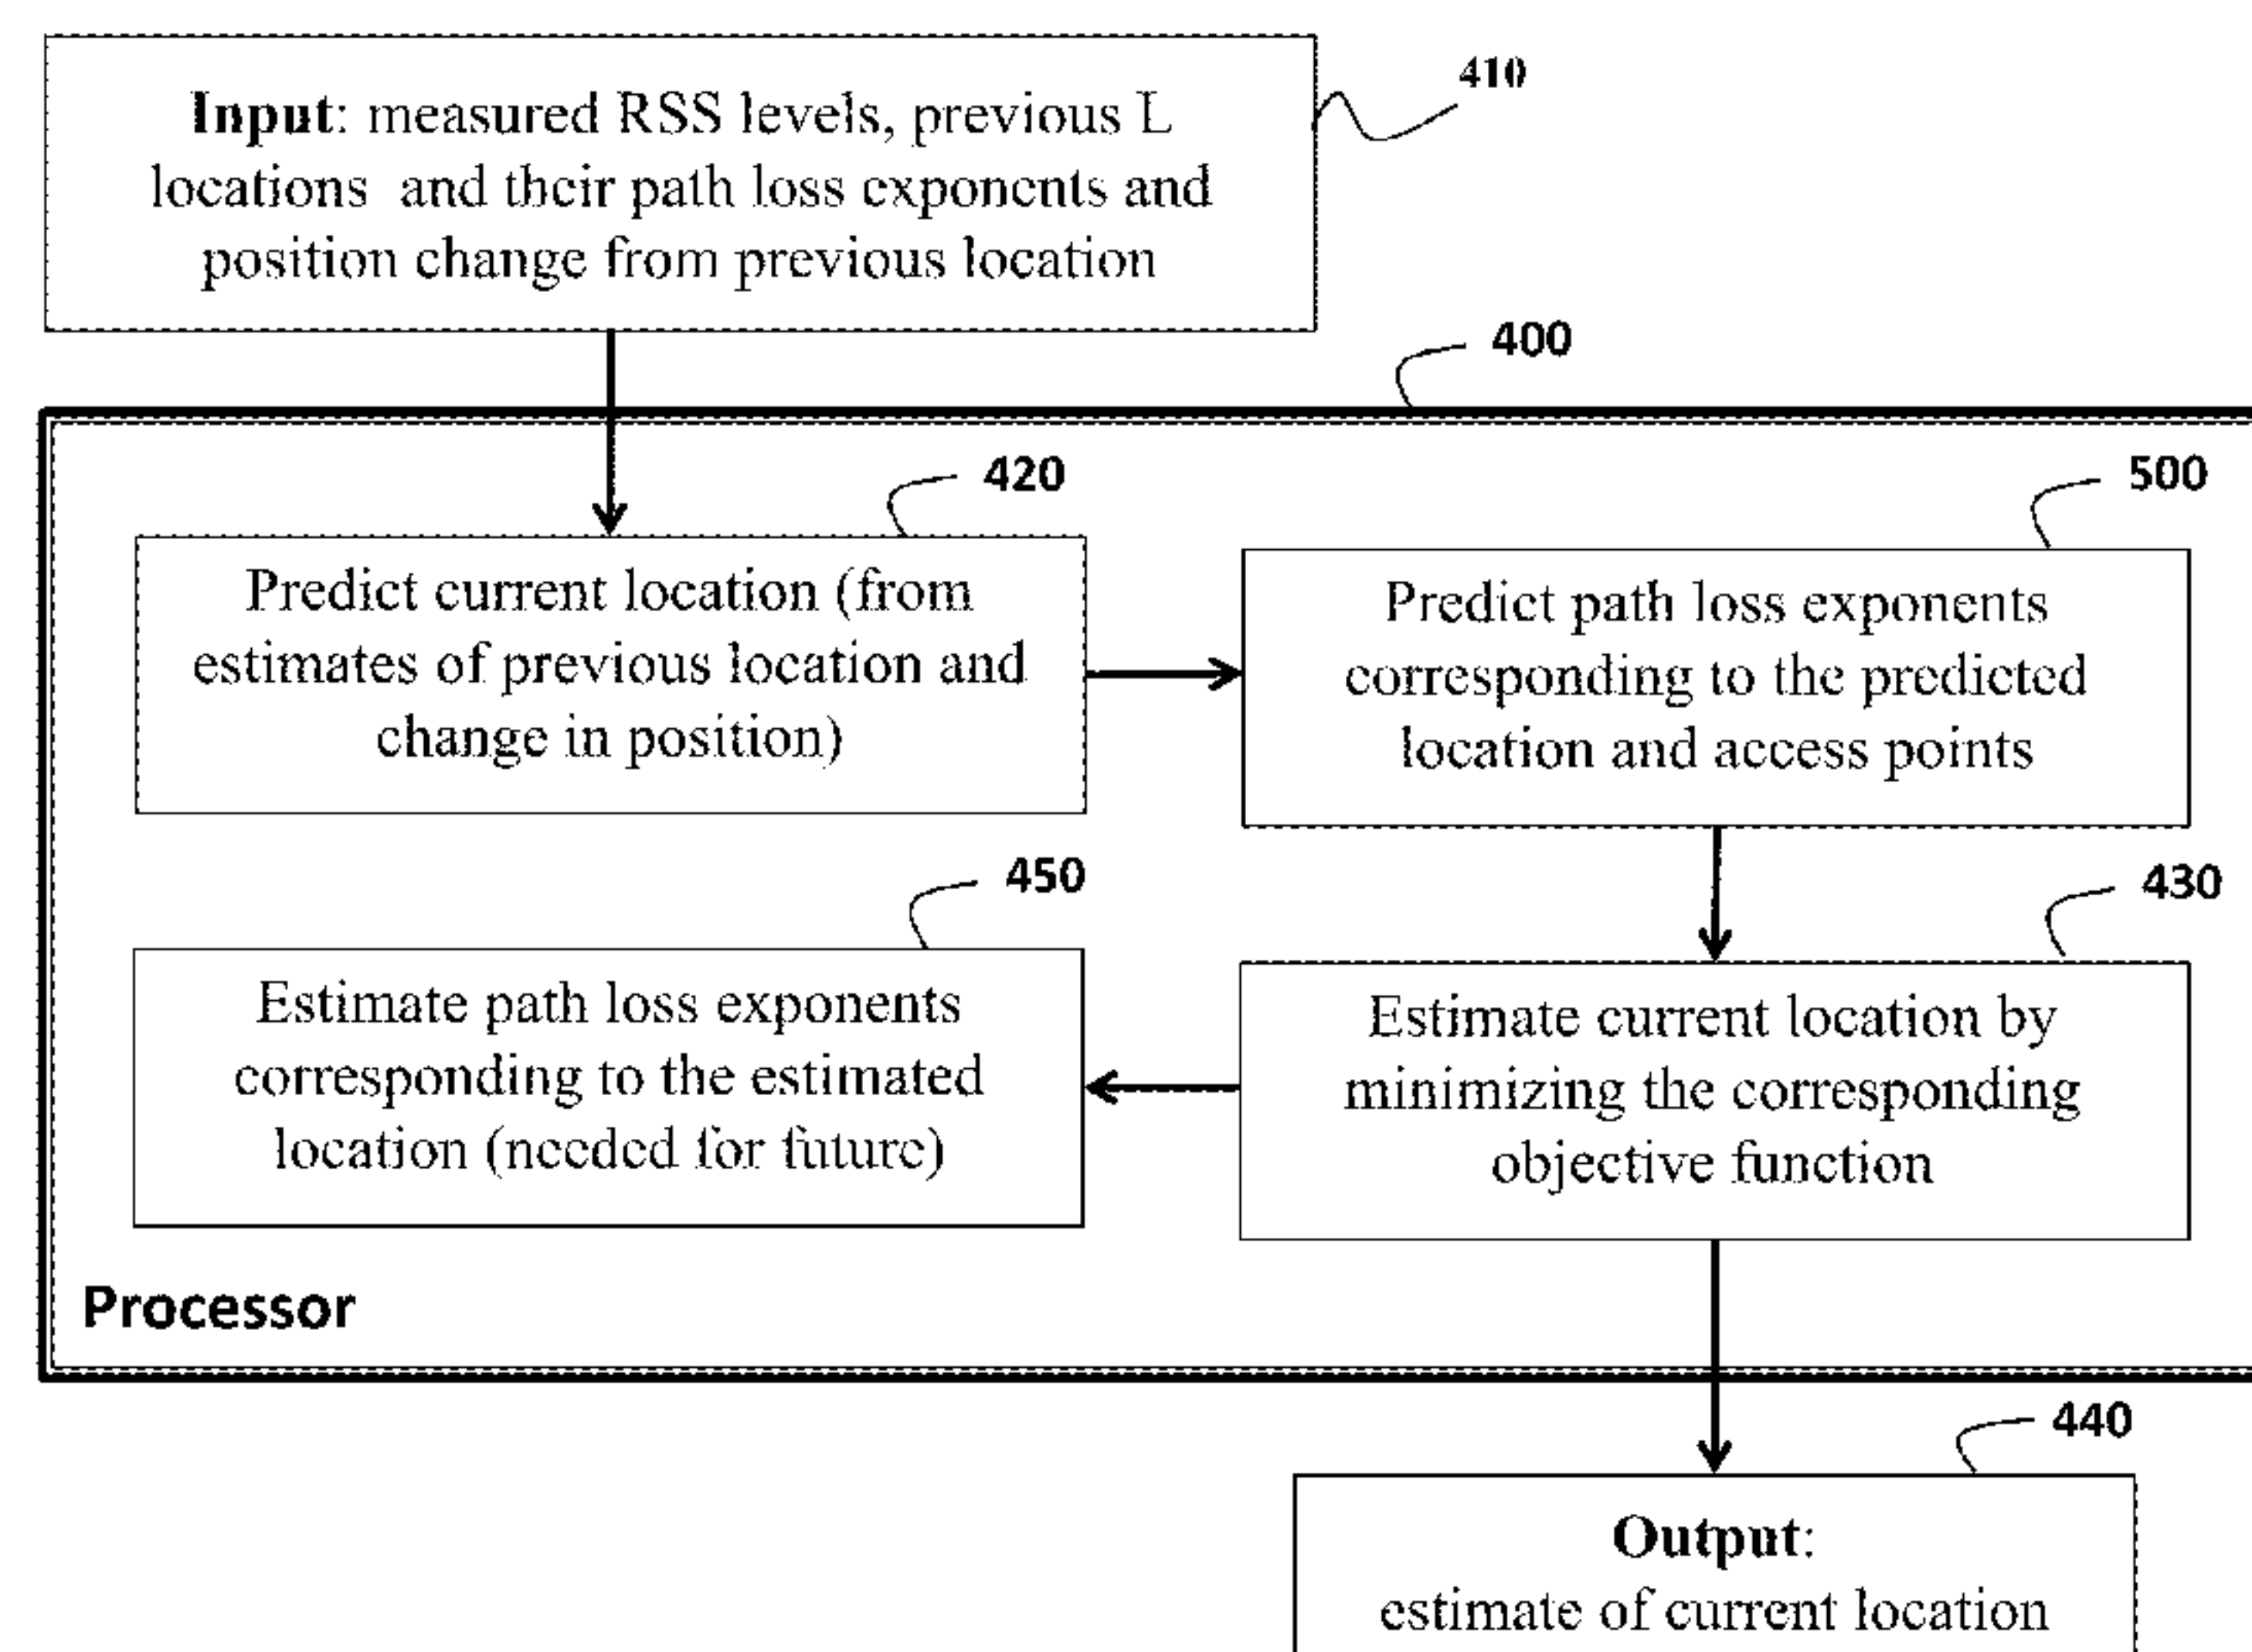 Input: measured RSS levels, previous L
locations and their path loss exponents and
position change from previous location
410
400
420
Predict current location (from
estimates of previous location and
change in position)
500
Predict path loss exponents
corresponding to the predicted
location and access points
450
Estimate path loss exponents
corresponding to the estimated
location (needed for future)
430
Estimate current location by
minimizing the corresponding
objective function
Processor
440
Output:
estimate of current location